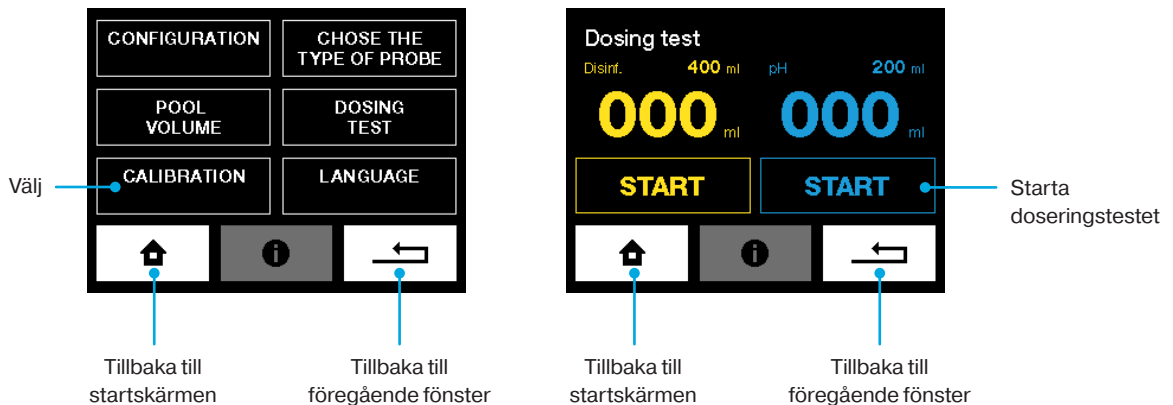 CONFIGURATION
CHOSE THE
TYPE OF PROBE
POOL
VOLUME
DOSING
TEST
CALIBRATION
LANGUAGE
Välj
Tillbaka till
startskärmen
Tillbaka till
föregående fönster
Dosing test
Disinf. 400 ml pH 200 ml
000 ml 000 ml
START START
Starta
doseringstestet
Tillbaka till
startskärmen
Tillbaka till
föregående fönster